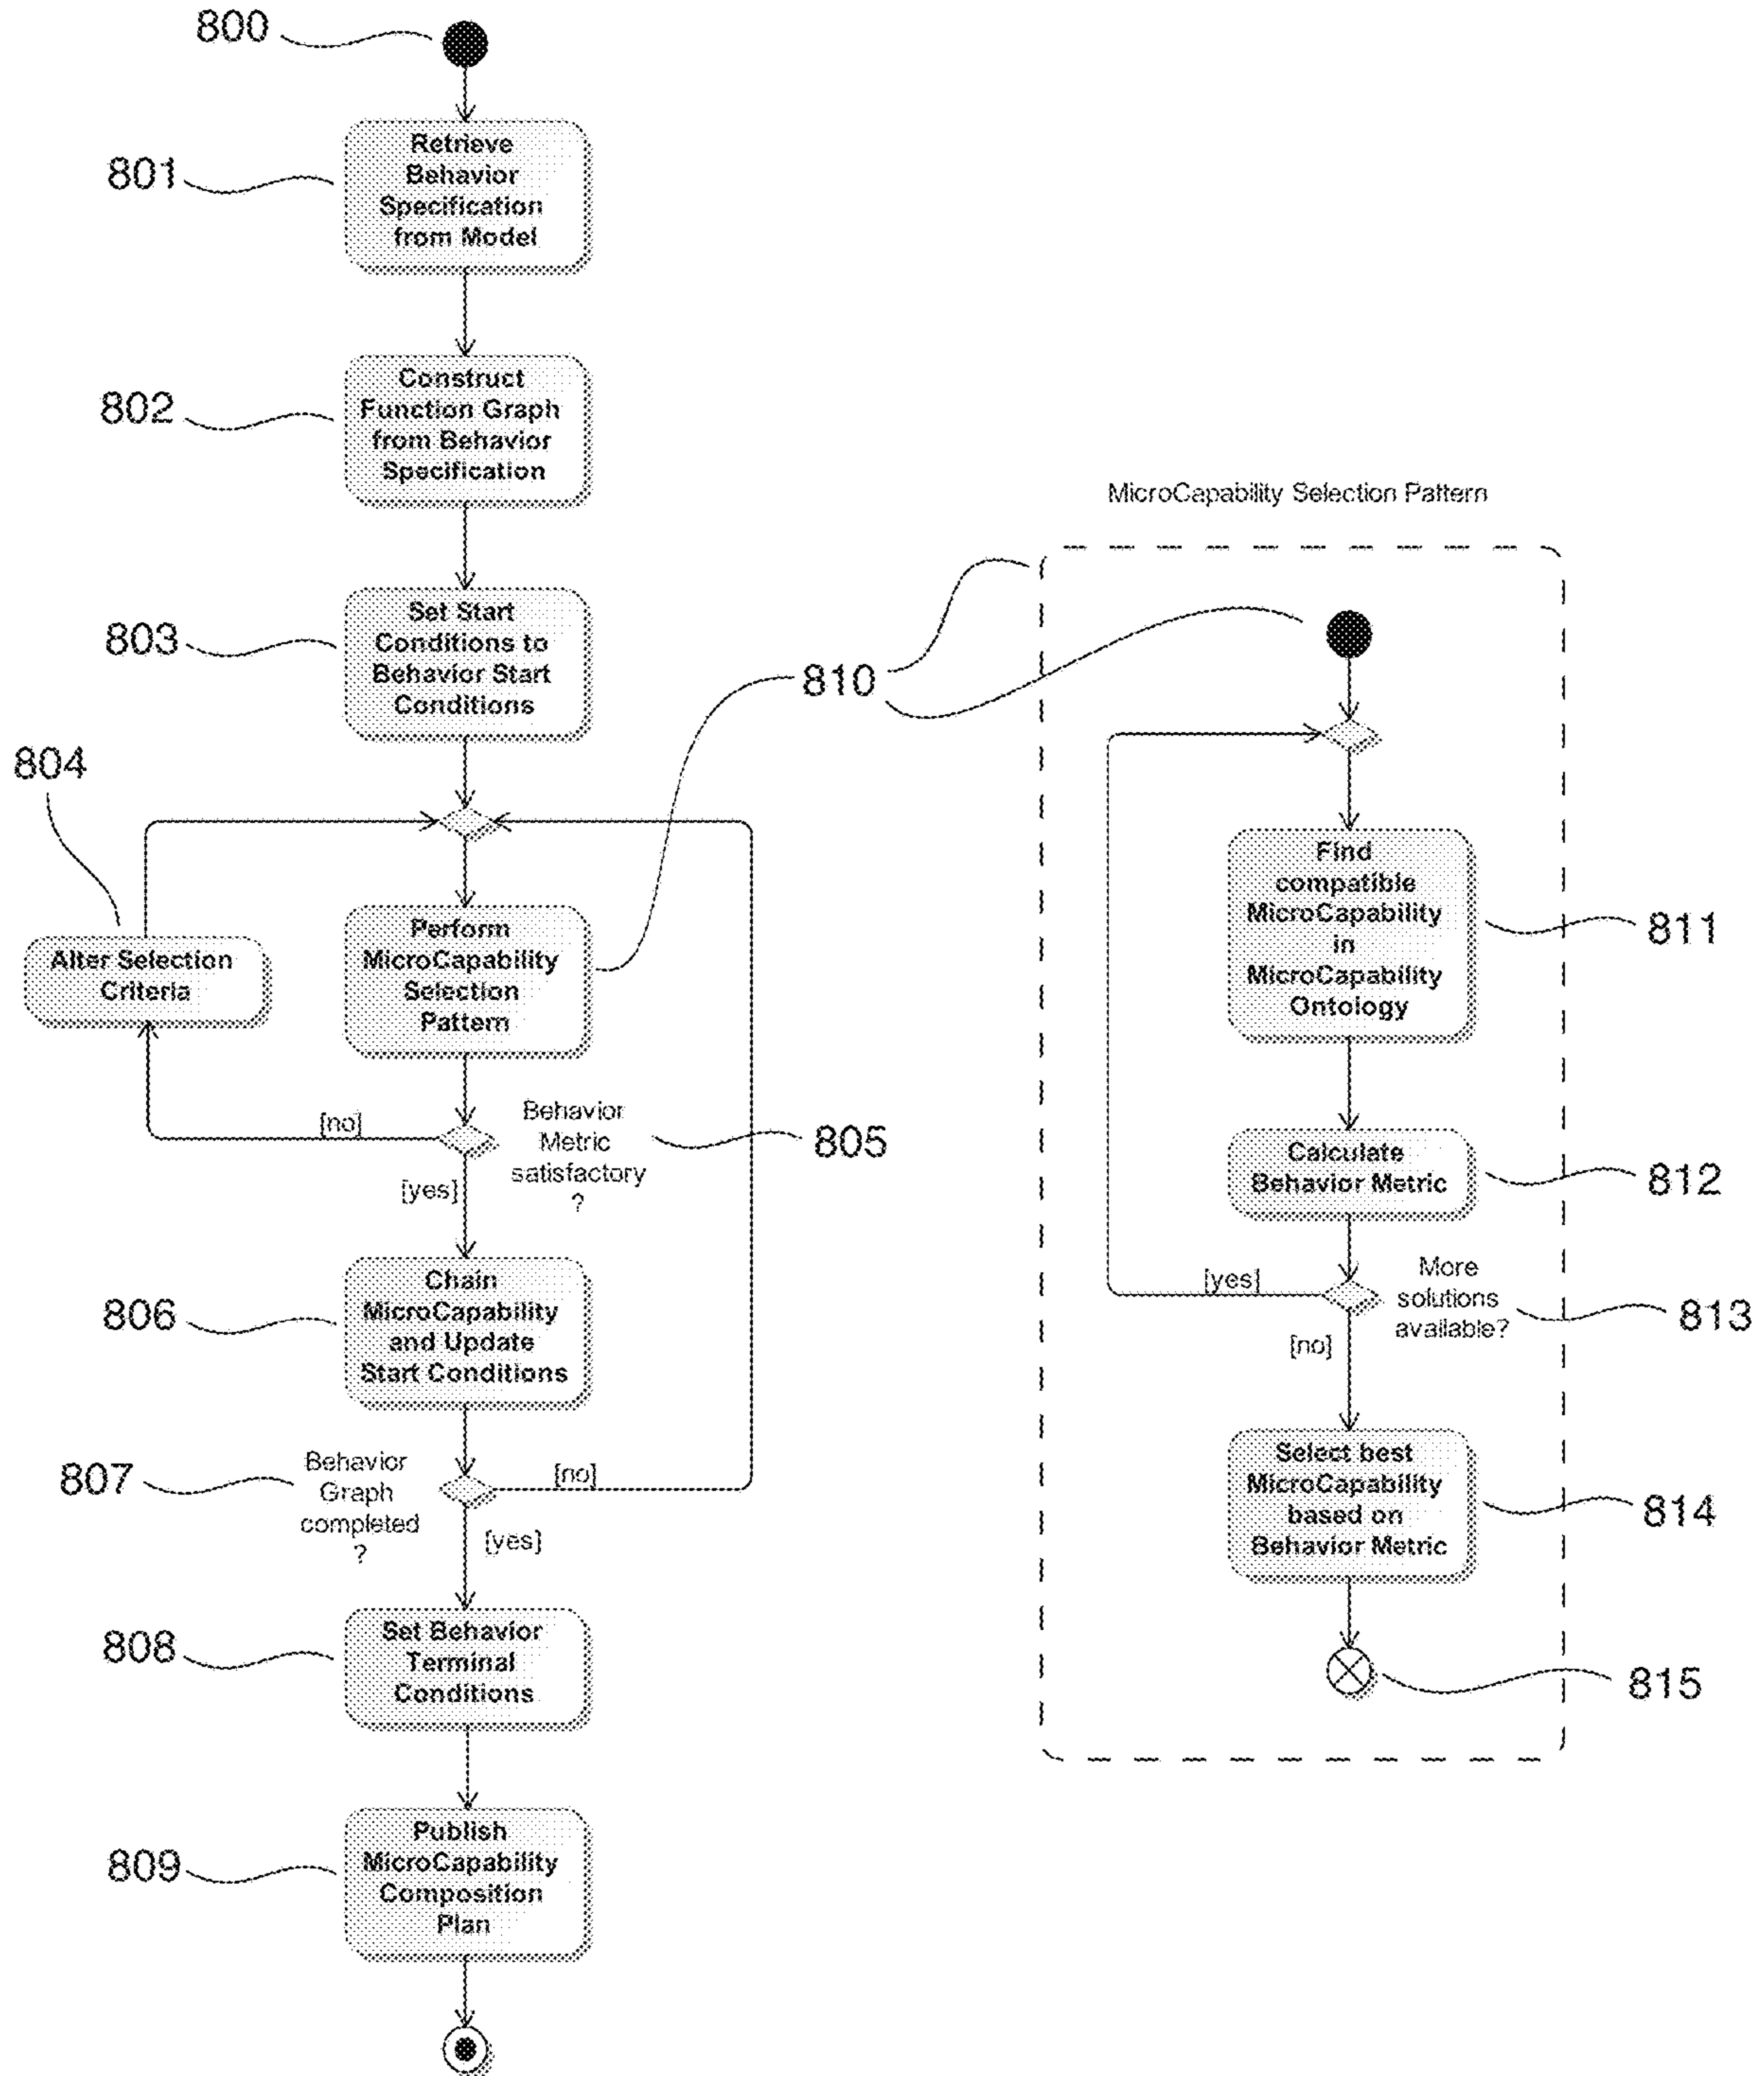 800
801
Retrieve
Behavior
Specification
from Model
802
Construct
Function Graph
from Behavior
Specification
803
Set Start
Conditions to
Behavior Start
Conditions
804
Alter Selection
Criteria
Perform
MicroCapability
Selection
Pattern
810
[no]
Behavior
Metric
satisfactory
?
805
[yes]
806
Chain
MicroCapability
and Update
Start Conditions
807
Behavior
Graph
completed
?
[no]
[yes]
808
Set Behavior
Terminal
Conditions
809
Publish
MicroCapability
Composition
Plan
MicroCapability Selection Pattern
Find
compatible
MicroCapability
in
MicroCapability
Ontology
811
Calculate
Behavior Metric
812
[yes]
More
solutions
available?
813
[no]
Select best
MicroCapability
based on
Behavior Metric
814
815